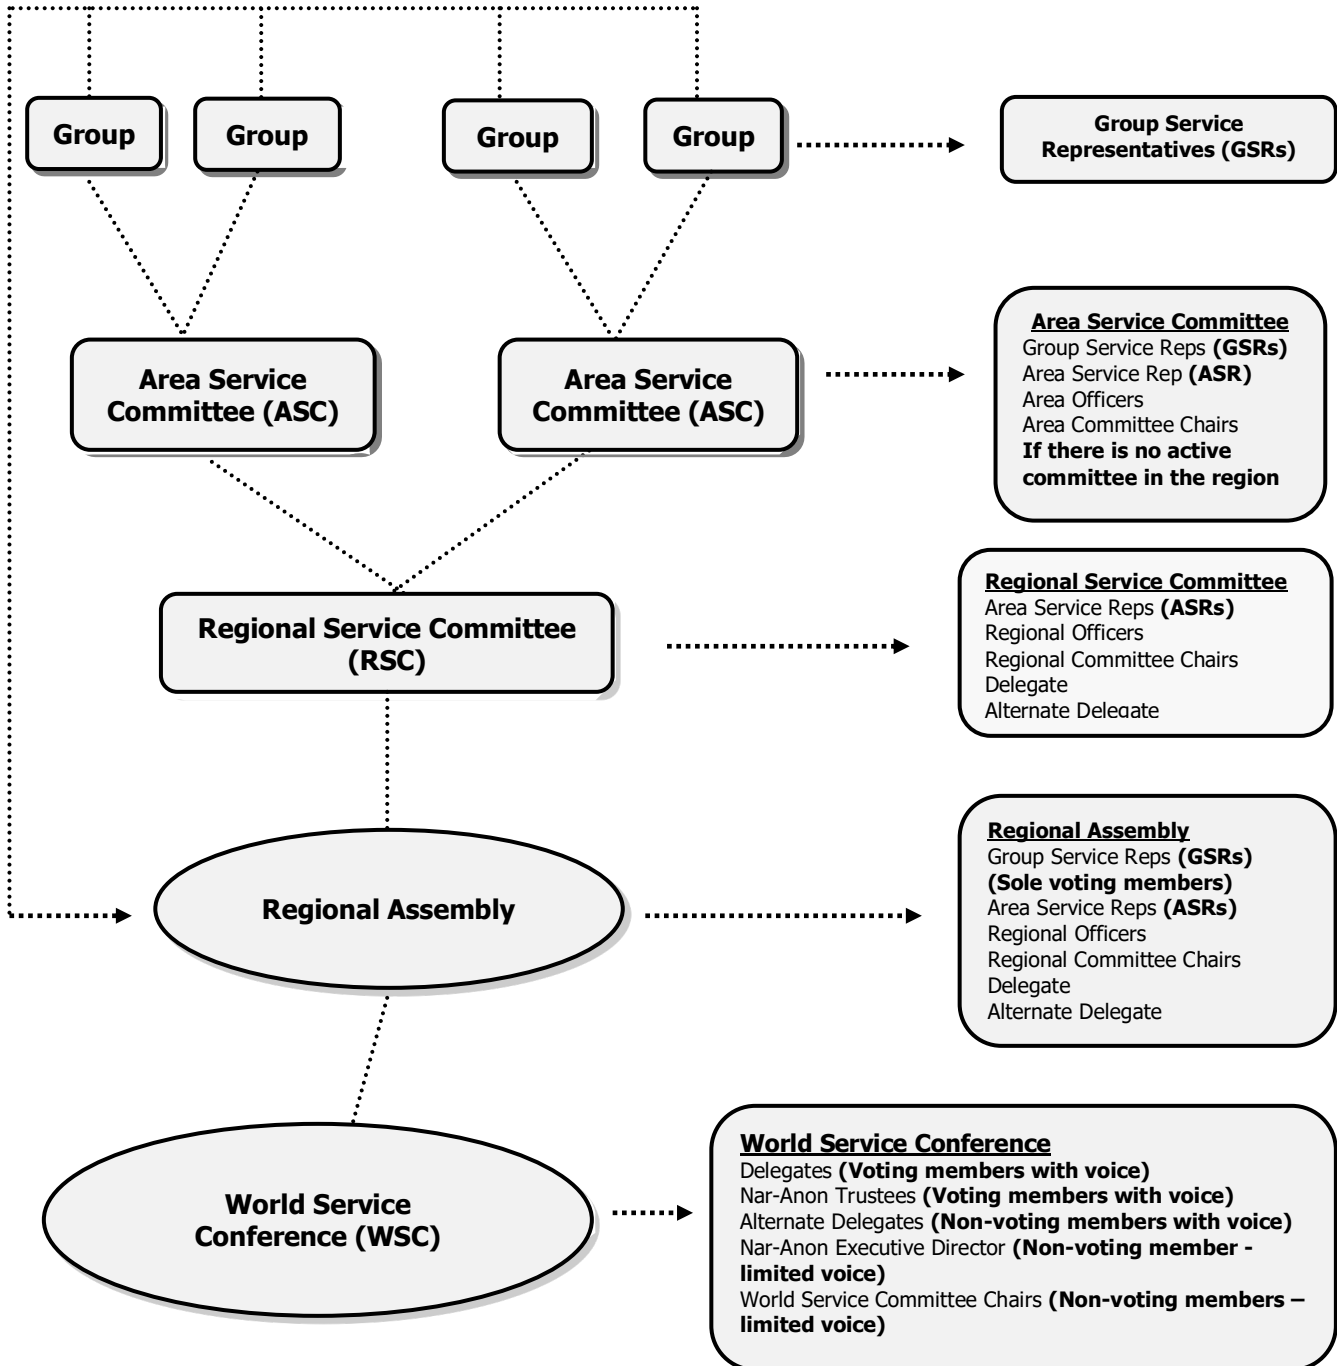 Group
Group
Group
Group
Group Service
Representatives (GSRs)
Area Service
Committee (ASC)
Area Service
Committee (ASC)
Area Service Committee
Group Service Reps (GSRs)
Area Service Rep (ASR)
Area Officers
Area Committee Chairs
If there is no active
committee in the region
Regional Service Committee
(RSC)
Regional Service Committee
Area Service Reps (ASRs)
Regional Officers
Regional Committee Chairs
Delegate
Alternate Delegate
Regional Assembly
Regional Assembly
Group Service Reps (GSRs)
(Sole voting members)
Area Service Reps (ASRs)
Regional Officers
Regional Committee Chairs
Delegate
Alternate Delegate
World Service
Conference (WSC)
World Service Conference
Delegates (Voting members with voice)
Nar-Anon Trustees (Voting members with voice)
Alternate Delegates (Non-voting members with voice)
Nar-Anon Executive Director (Non-voting member -
limited voice)
World Service Committee Chairs (Non-voting members –
limited voice)